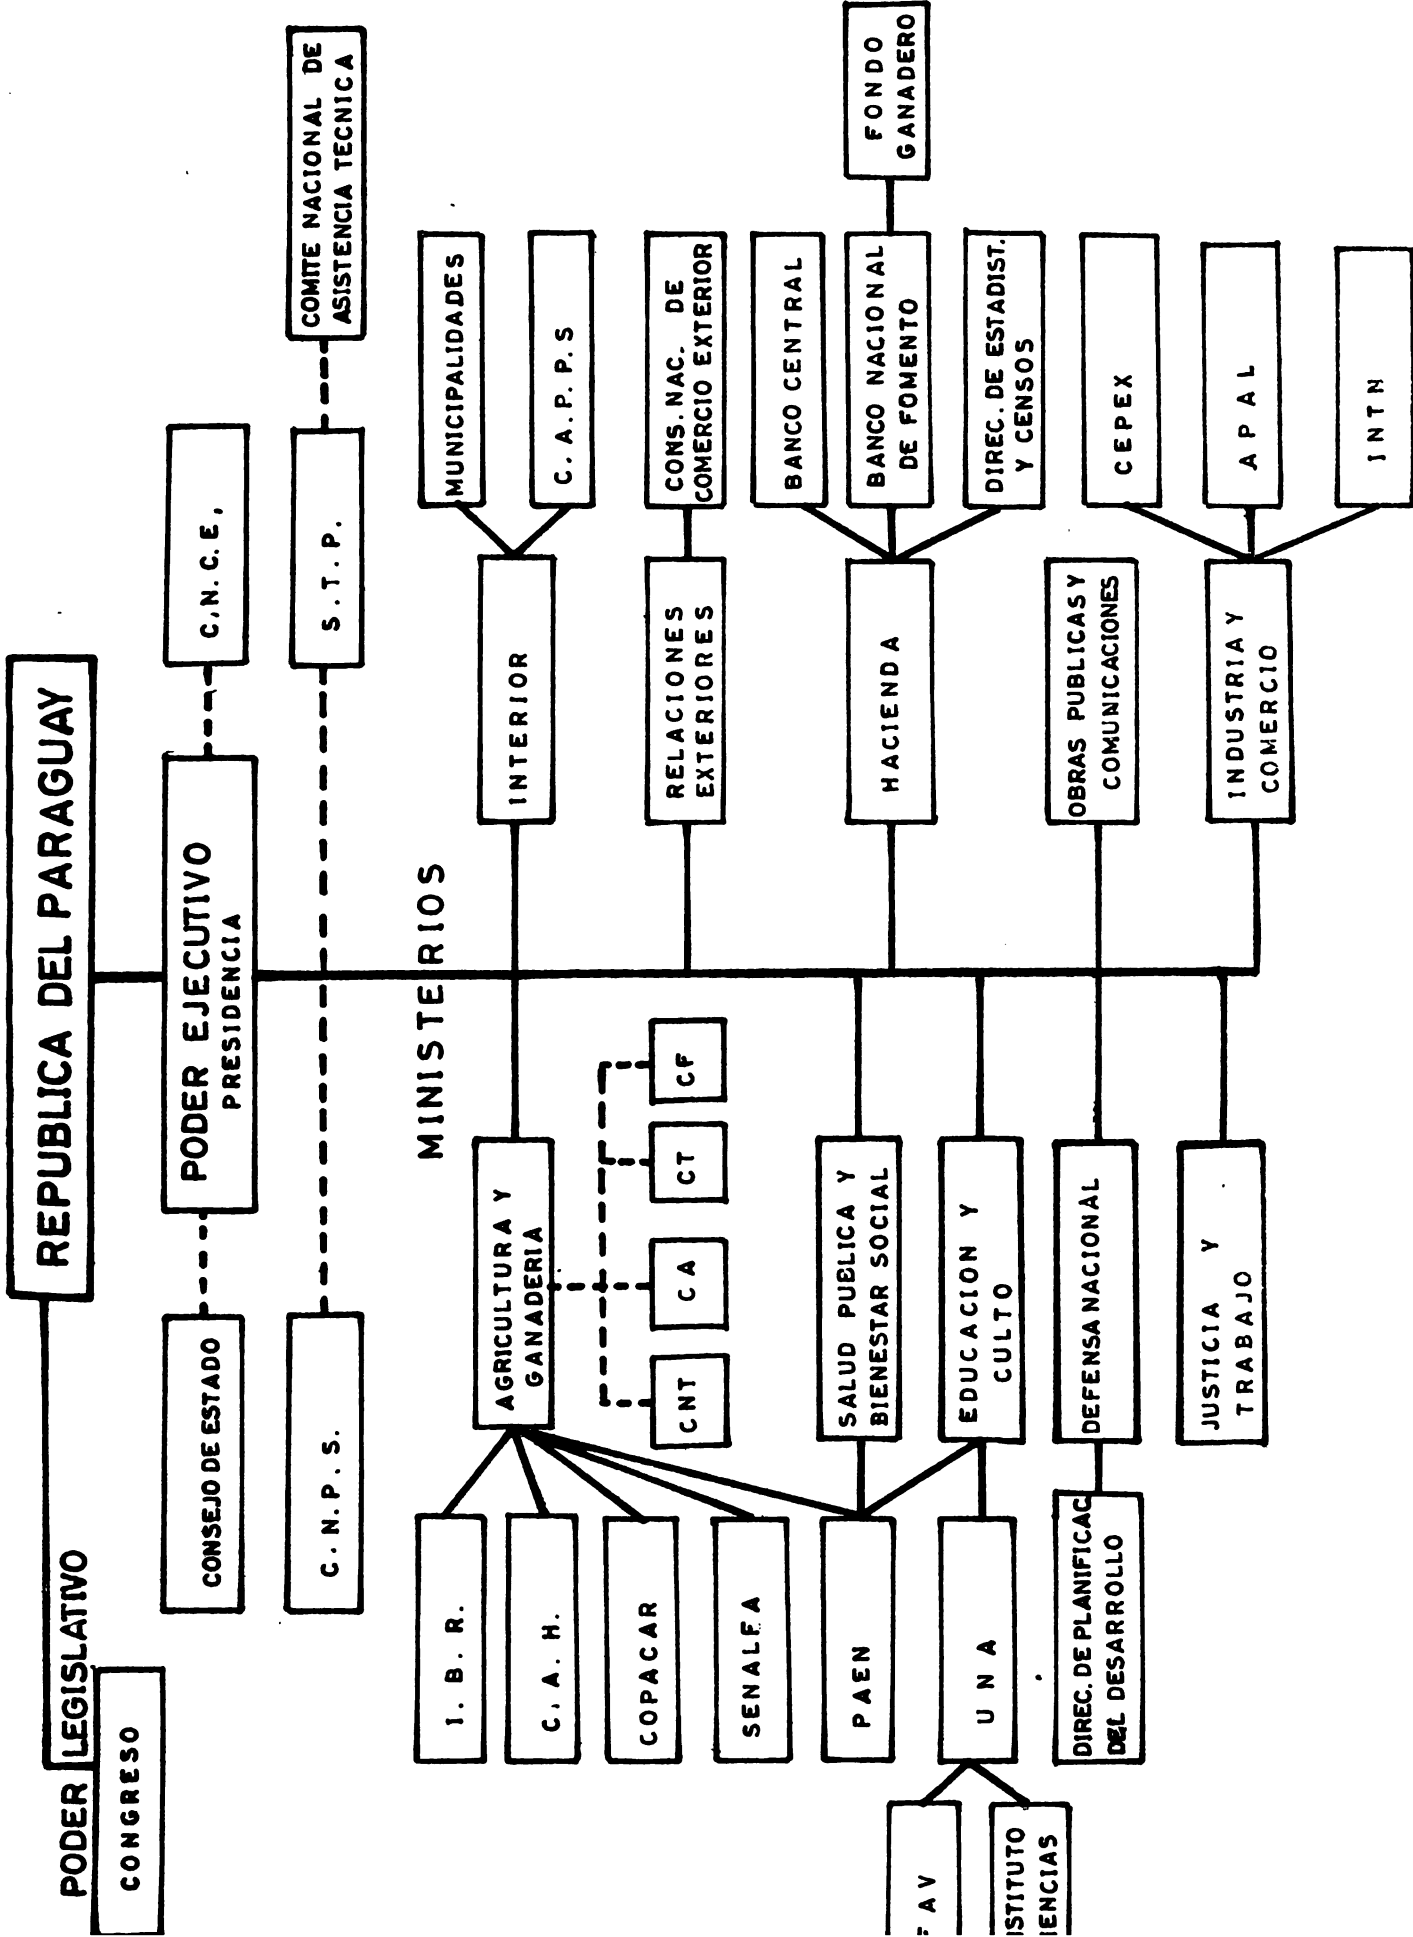 REPUBLICA DEL PARAGUAY
PODER LEGISLATIVO
CONGRESO
PODER EJECUTIVO
PRESIDENCIA
CONSEJO DE ESTADO
C.N.C.E,
C.N.P.S.
S.T.P.
COMITE NACIONAL DE
ASISTENCIA TECNICA
MINISTERIOS
AGRICULTURA Y
GANADERIA
INTERIOR
I. B. R.
C. A. H.
COPACAR
SENALFA
PAEN
CNT
CA
CT
CF
MUNICIPALIDADES
C. A. P. P. S
RELACIONES
EXTERIORES
CONS. NAC. DE
COMERCIO EXTERIOR
SALUD PUBLICA Y
BIENESTAR SOCIAL
HACIENDA
BANCO CENTRAL
BANCO NACIONAL
DE FOMENTO
FONDO
GANADERO
DIREC. DE ESTADIST.
Y CENSOS
EDUCACION Y
CULTO
UNA
AV
STITUTO
IENCIAS
DEFENSA NACIONAL
DIREC. DE PLANIFICAC
DEL DESARROLLO
OBRAS PUBLICAS Y
COMUNICACIONES
JUSTICIA Y
TRABAJO
INDUSTRIA Y
COMERCIO
CEPEX
APAL
INTN